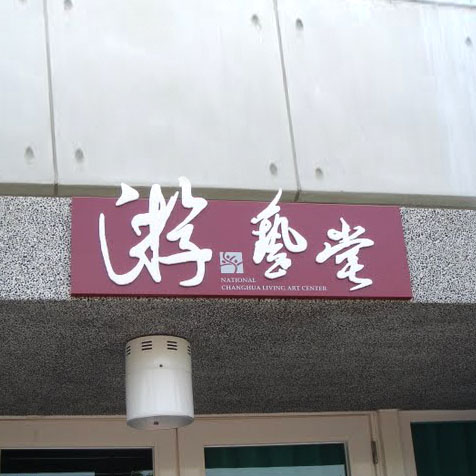 游藝堂
NATIONAL
CHANGHUA LIVING ART CENTER